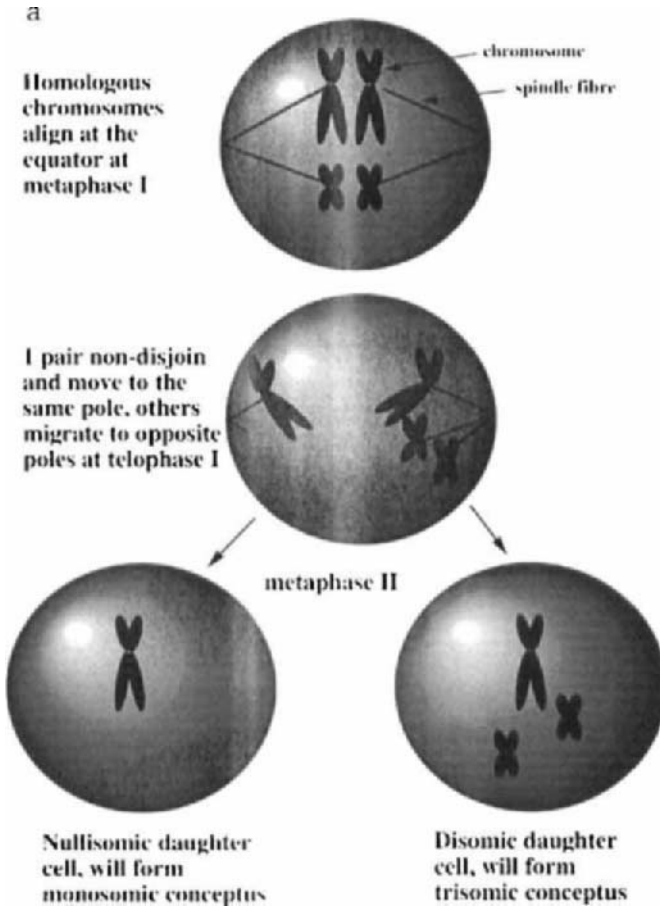 a
chromosome
Homologous
chromosomes
align at the
equator at
metaphase I
spindle fibre
1 pair non-disjoin
and move to the
same pole, others
migrate to opposite
poles at telophase I
metaphase II
Nullisomic daughter
cell, will form
monosomic conceptus
Disomic daughter
cell, will form
trisomic conceptus